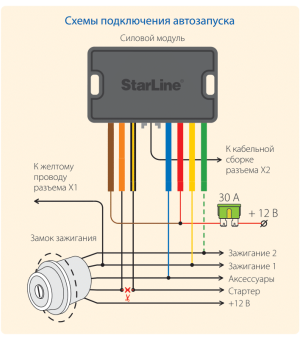 Схемы подключения автозапуска
Силовой модуль
StarLine®
К желтому
проводу
разъема X1
К кабельной
сборке
разъема X2
30 А
+ 12 В
Замок зажигания
Зажигание 2
Зажигание 1
Аксессуары
Стартер
+12 В